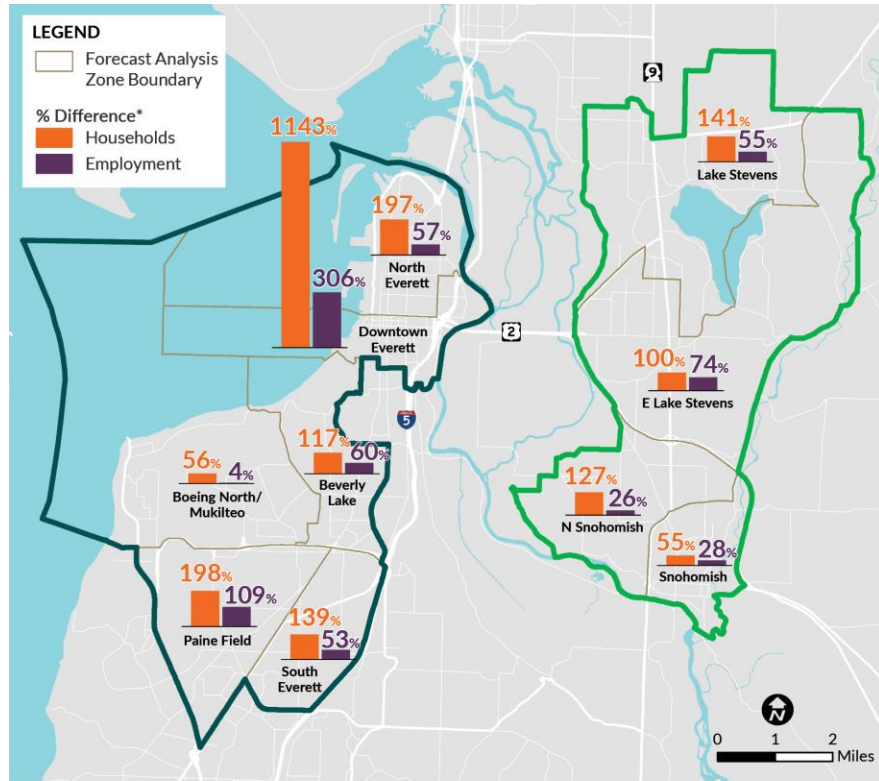 LEGEND
Forecast Analysis
Zone Boundary
% Difference*
Households
Employment
1143%
306%
Downtown
Everett
197%
57%
North
Everett
9
141%
55%
Lake Stevens
2
100%
74%
E Lake Stevens
5
117%
60%
Beverly
Lake
56%
4%
Boeing North/
Mukilteo
127%
26%
N Snohomish
55%
28%
Snohomish
198%
109%
Paine Field
139%
53%
South
Everett
N
0 1 2
Miles